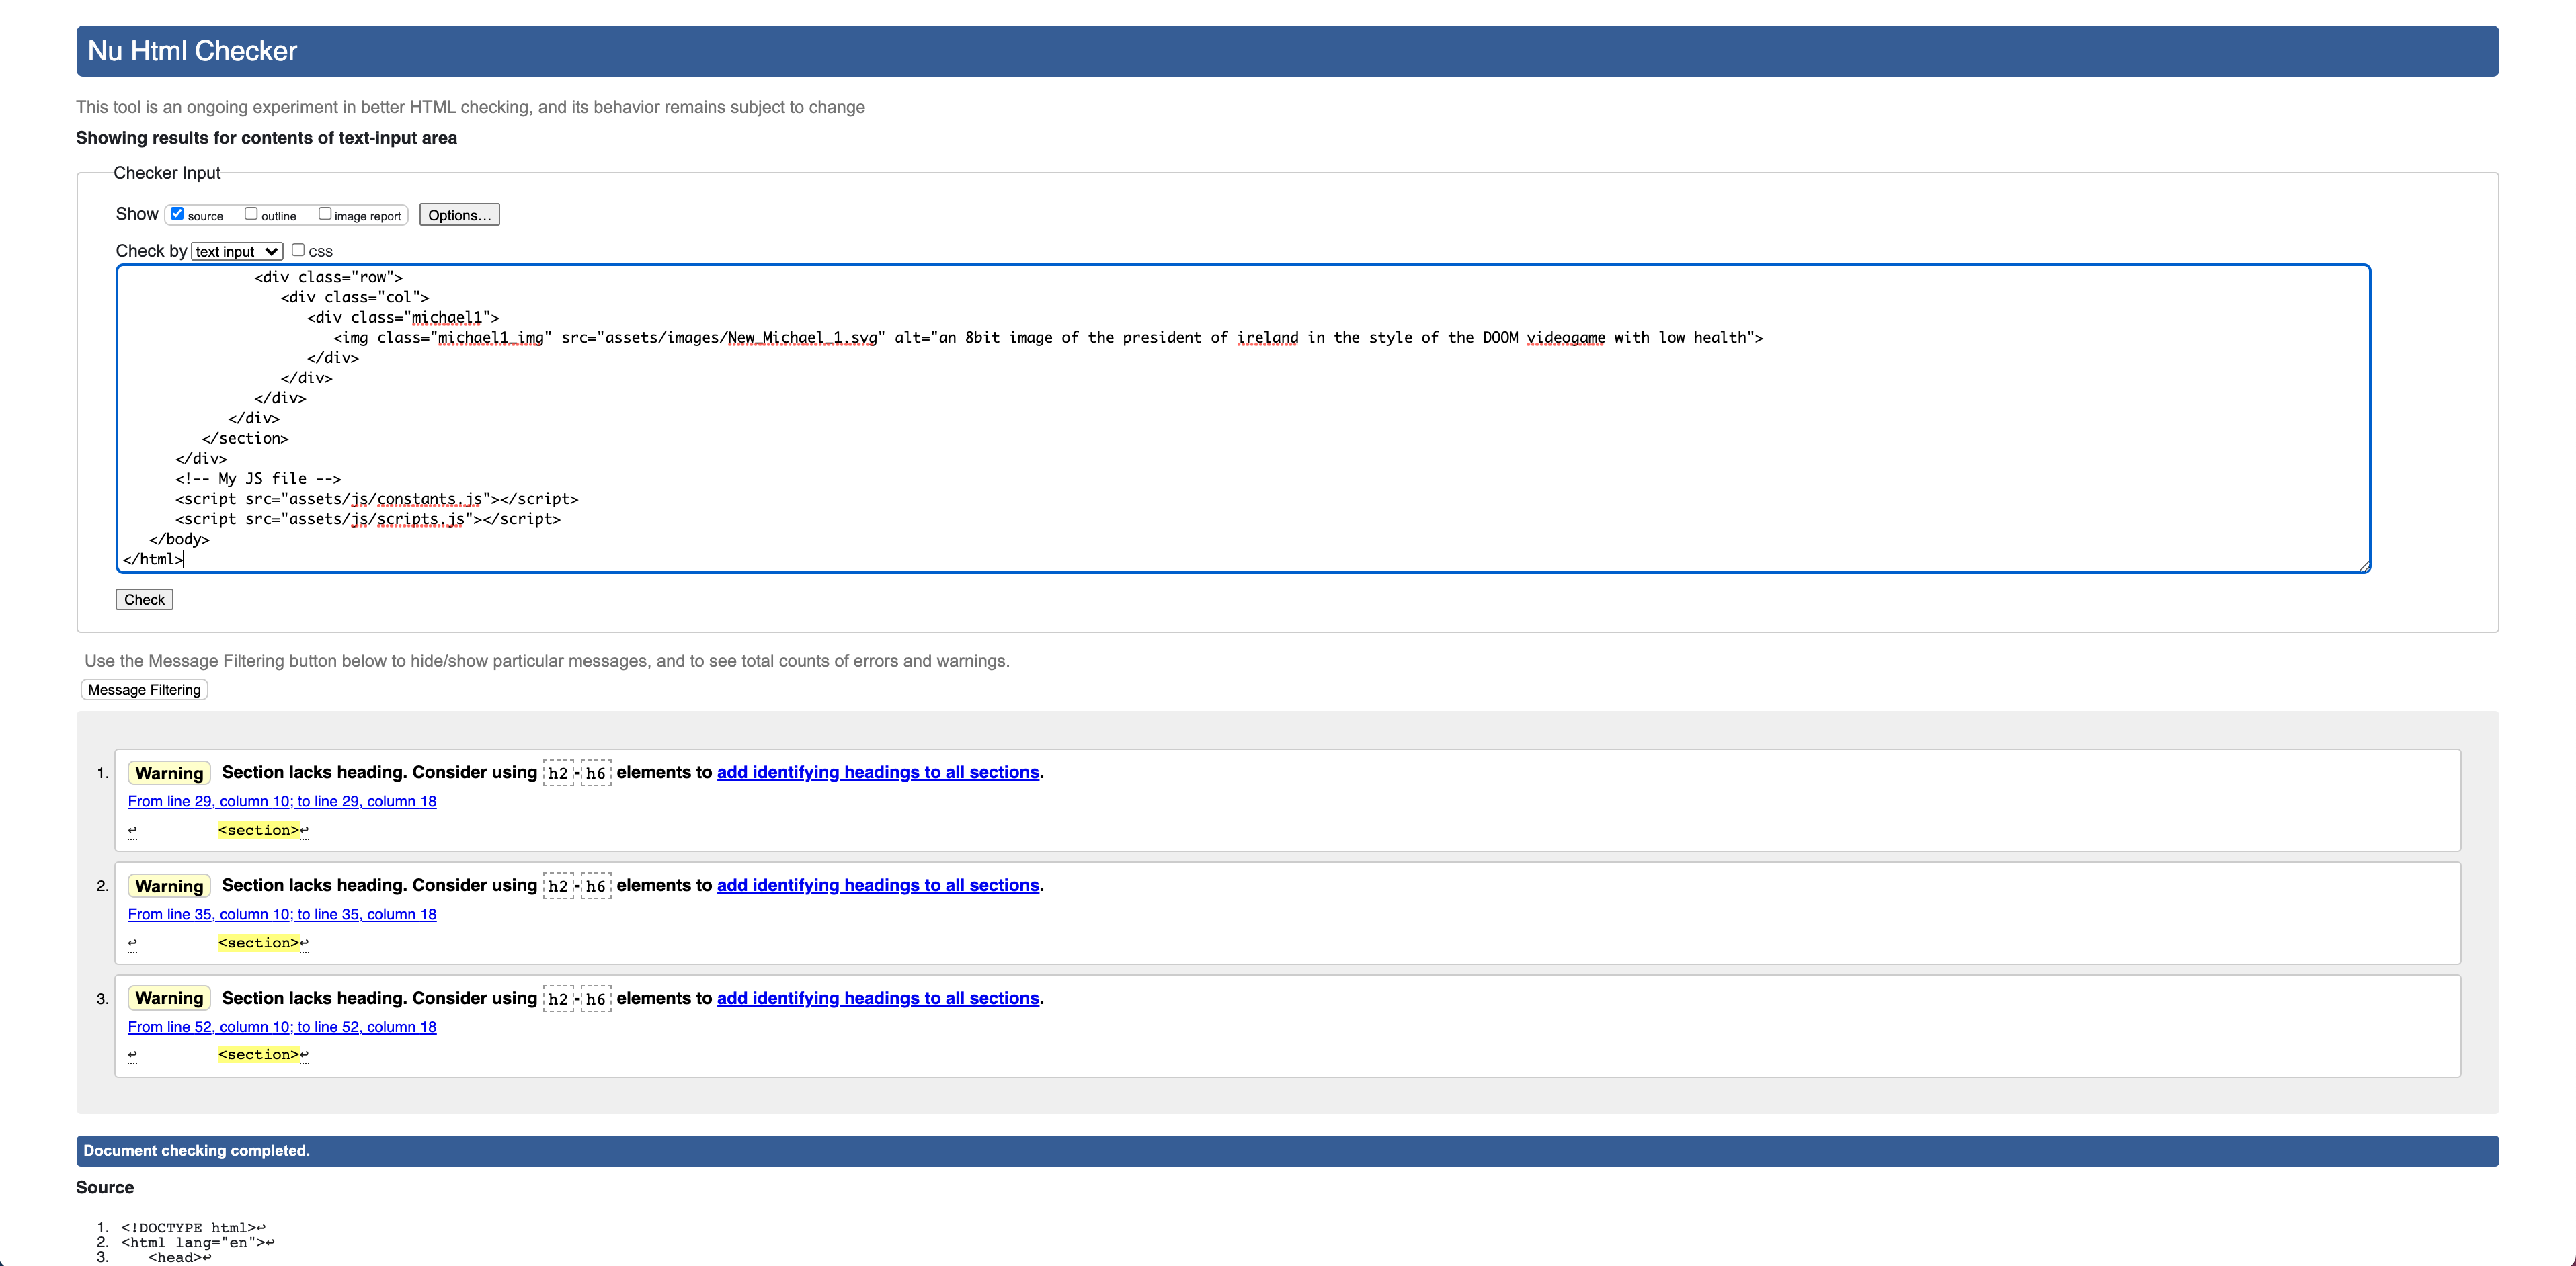 Nu Html Checker
This tool is an ongoing experiment in better HTML checking, and its behavior remains subject to change
Showing results for contents of text-input area
Checker Input
Show source outline image report Options...
Check by text input CSS
<div class="row">
<div class="col">
<div class="michael1">
<img class="michael1_img" src="assets/images/New_Michael_1.svg" alt="an 8bit image of the president of ireland in the style of the DOOM videogame with low health">
</div>
</div>
</div>
</div>
</section>
</div>
<!-- My JS file -->
<script src="assets/js/constants.js"></script>
<script src="assets/js/scripts.js"></script>
</body>
</html>
Check
Use the Message Filtering button below to hide/show particular messages, and to see total counts of errors and warnings.
Message Filtering
1. Warning Section lacks heading. Consider using h2-h6 elements to add identifying headings to all sections.
From line 29, column 10; to line 29, column 18
↩ <section>↩
2. Warning Section lacks heading. Consider using h2-h6 elements to add identifying headings to all sections.
From line 35, column 10; to line 35, column 18
↩ <section>↩
3. Warning Section lacks heading. Consider using h2-h6 elements to add identifying headings to all sections.
From line 52, column 10; to line 52, column 18
↩ <section>↩
Document checking completed.
Source
1. <!DOCTYPE html>↩
2. <html lang="en">↩
3. <head>↩